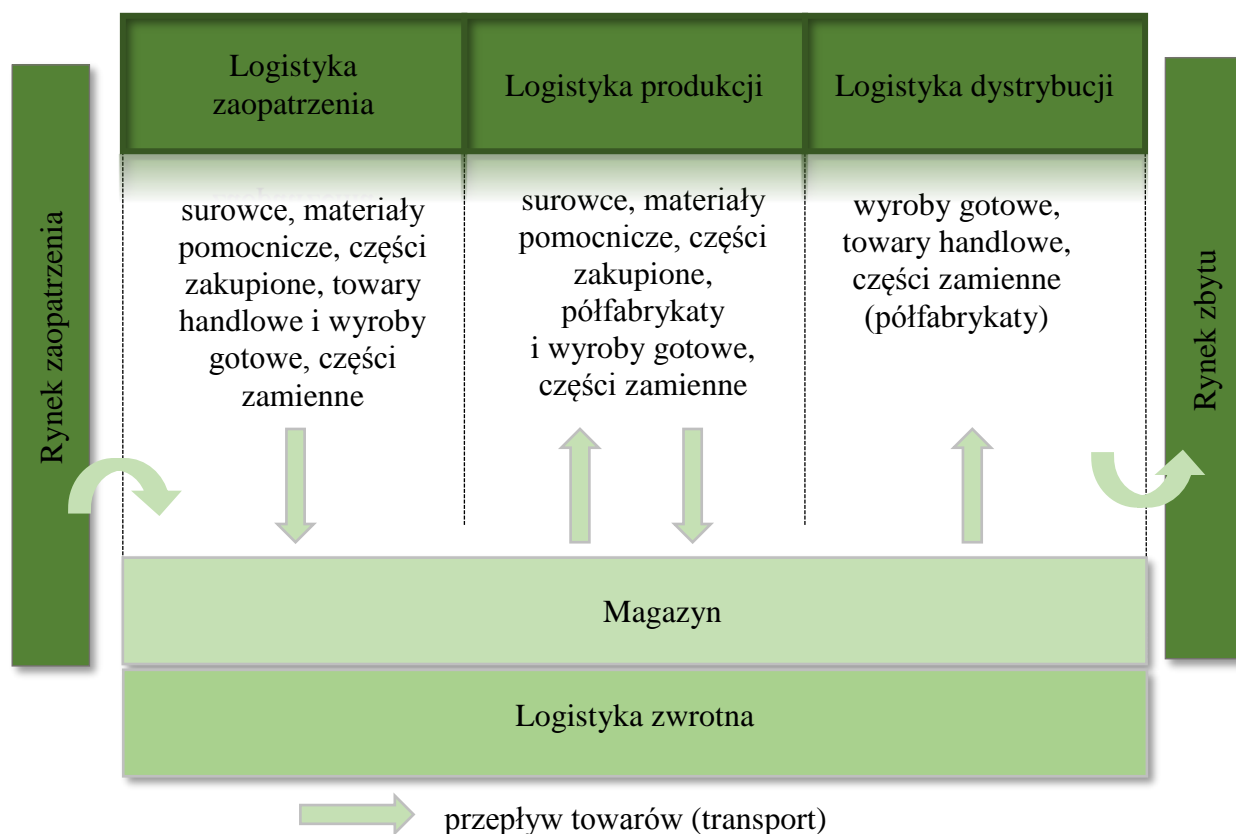 Logistyka
zaopatrzenia
Logistyka produkcji
Logistyka dystrybucji
Rynek zaopatrzenia
surowce, materiały
pomocnicze, części
zakupione, towary
handlowe i wyroby
gotowe, części
zamienne
surowce, materiały
pomocnicze, części
zakupione,
półfabrykaty
i wyroby gotowe,
części zamienne
wyroby gotowe,
towary handlowe,
części zamienne
(półfabrykaty)
Rynek zbytu
Magazyn
Logistyka zwrotna
przepływ towarów (transport)